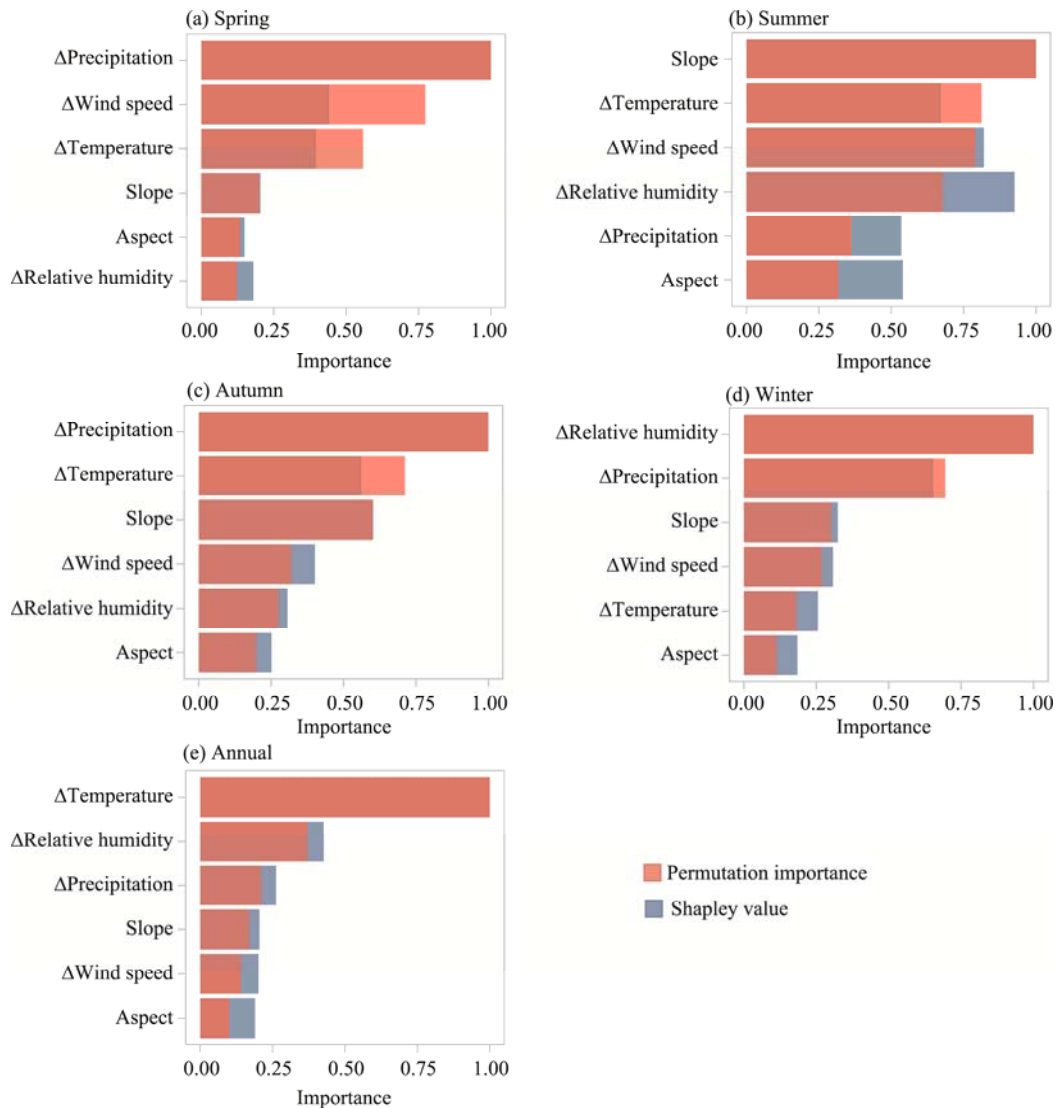 (a) Spring
ΔPrecipitation
ΔWind speed
ΔTemperature
Slope
Aspect
ΔRelative humidity
0.00 0.25 0.50 0.75 1.00
Importance
(b) Summer
Slope
ΔTemperature
ΔWind speed
ΔRelative humidity
ΔPrecipitation
Aspect
0.00 0.25 0.50 0.75 1.00
Importance
(c) Autumn
ΔPrecipitation
ΔTemperature
Slope
ΔWind speed
ΔRelative humidity
Aspect
0.00 0.25 0.50 0.75 1.00
Importance
(d) Winter
ΔRelative humidity
ΔPrecipitation
Slope
ΔWind speed
ΔTemperature
Aspect
0.00 0.25 0.50 0.75 1.00
Importance
(e) Annual
ΔTemperature
ΔRelative humidity
ΔPrecipitation
Slope
ΔWind speed
Aspect
0.00 0.25 0.50 0.75 1.00
Importance
Permutation importance
Shapley value